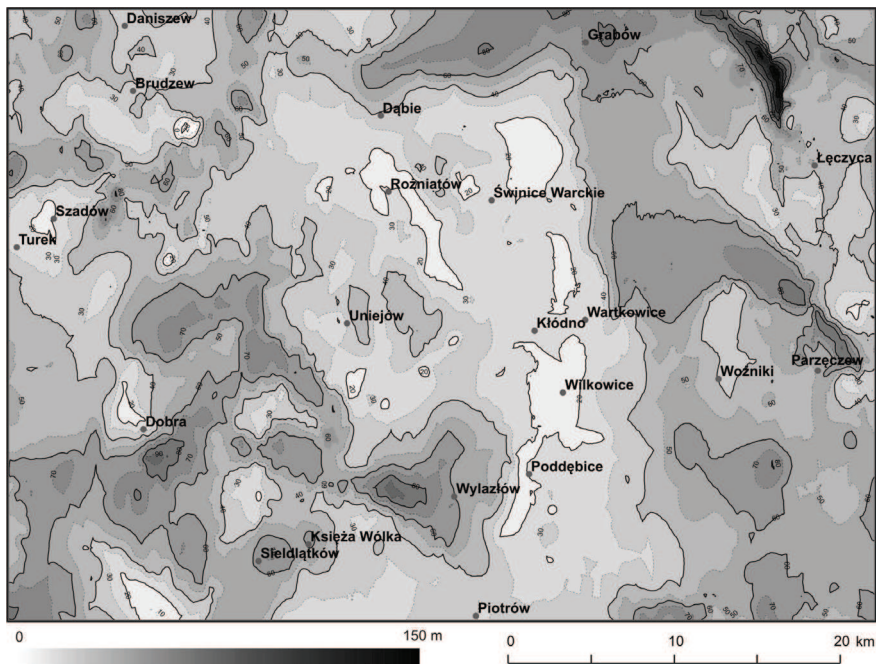 Daniszew
Grabów
Brudzew
Dąbie
Łęczyca
Rożniatów
Świnice Warckie
Szadów
Turek
Uniejów
Wartkowice
Kłódno
Parzęczew
Woźniki
Wilkowice
Dobra
Poddębice
Wylazłów
Księża Wólka
Sieldlątków
Piotrów
0 150 m
0 10 20 km